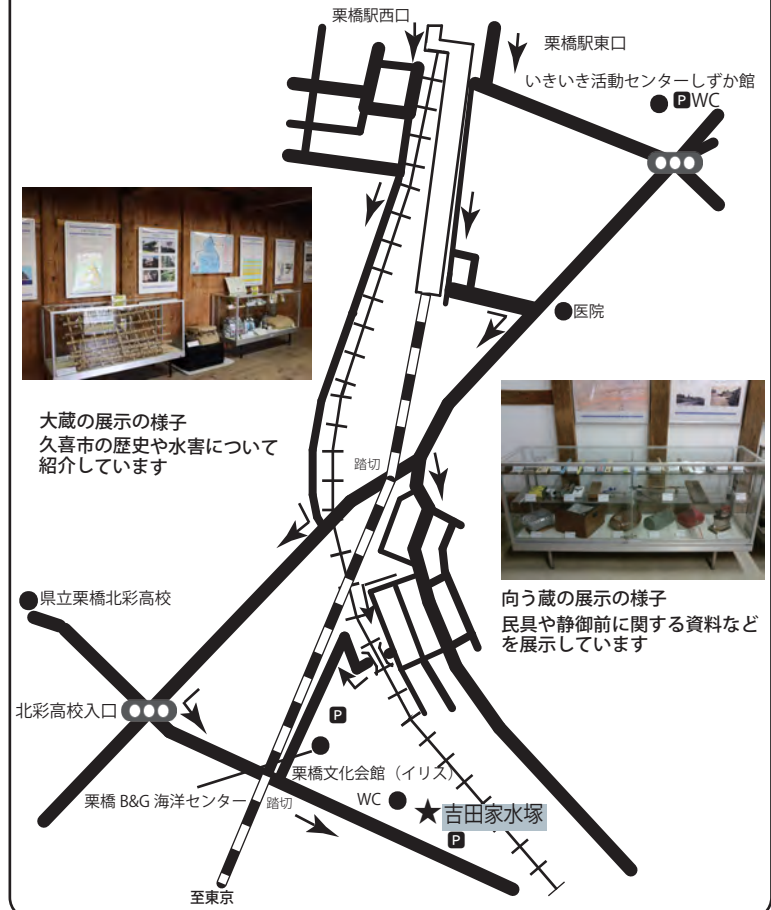 栗橋駅西口
栗橋駅東口
いきいき活動センターしずか館
P WC
医院
大蔵の展示の様子
久喜市の歴史や水害について
紹介しています
踏切
向う蔵の展示の様子
民具や静御前に関する資料など
を展示しています
県立栗橋北彩高校
北彩高校入口
P
栗橋文化会館（イリス）
栗橋 B&G 海洋センター
踏切
WC
★吉田家水塚
P
至東京